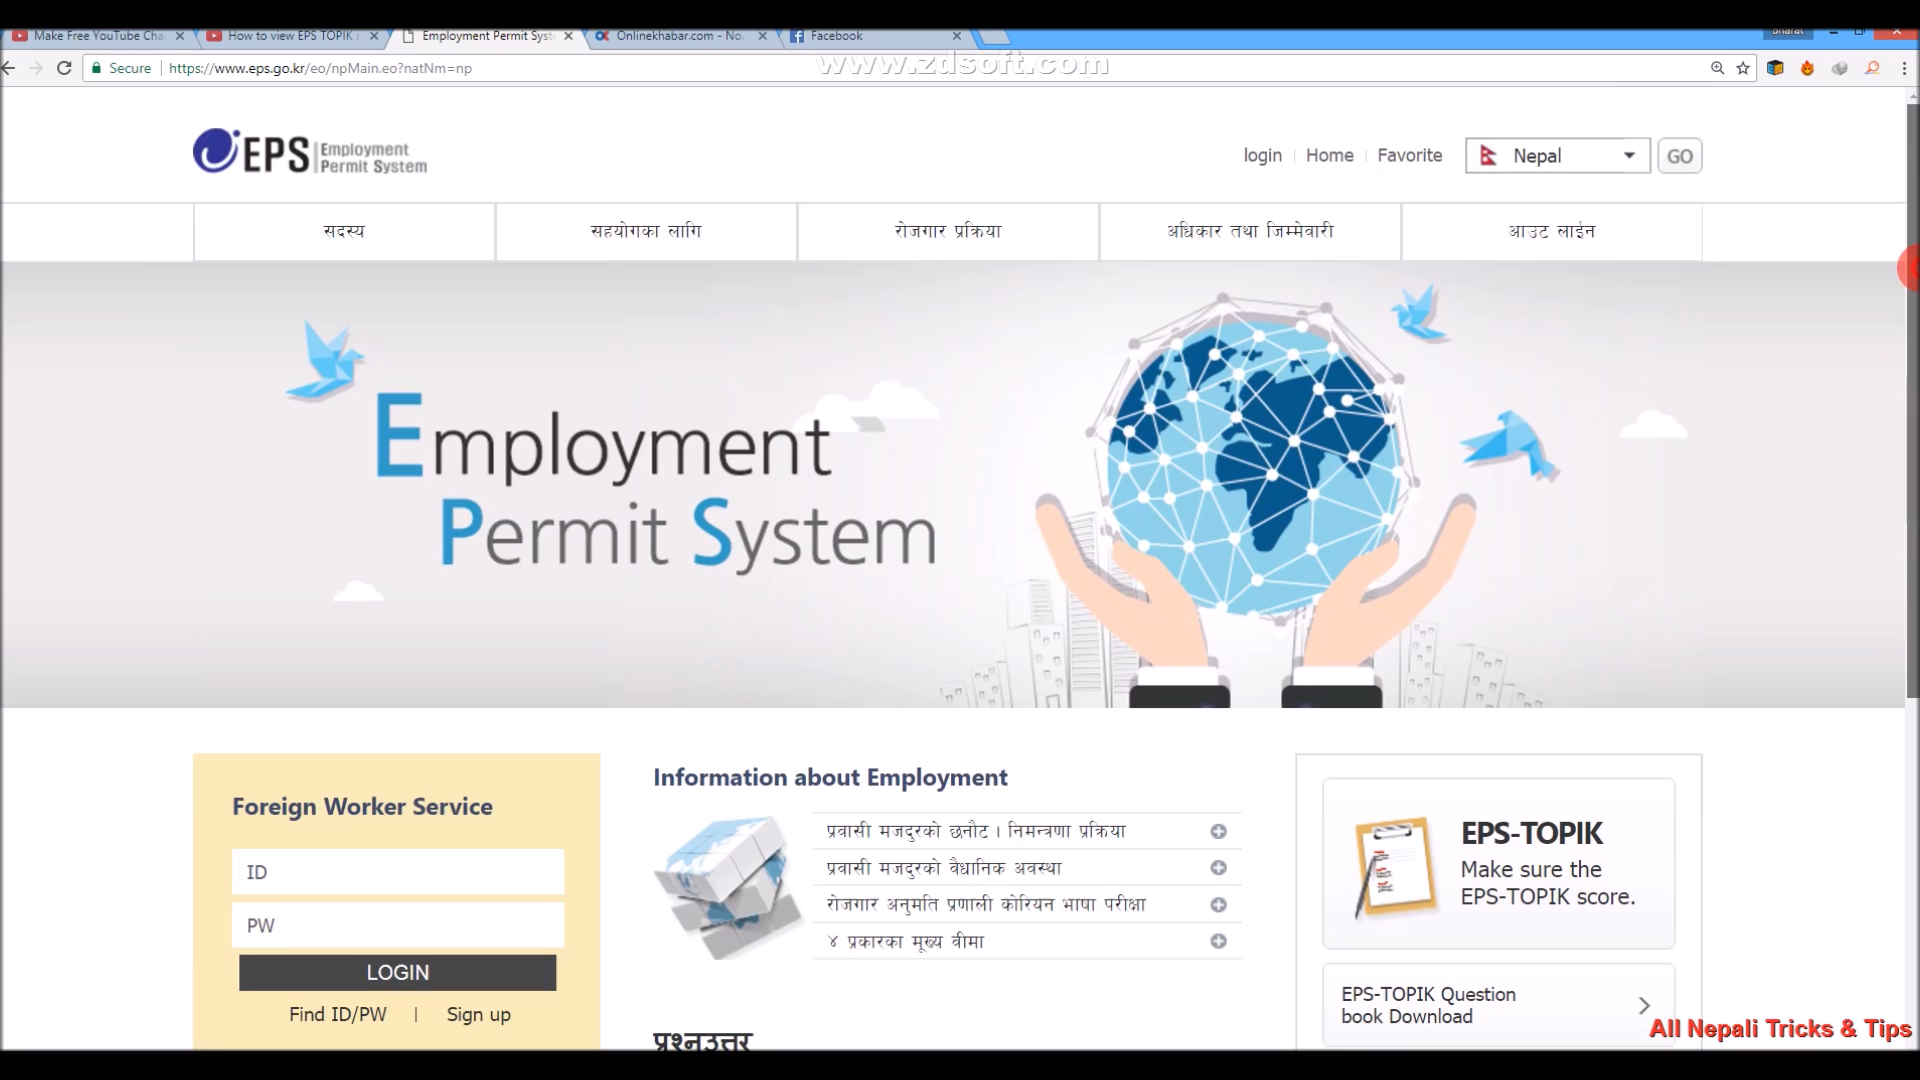 Make Free YouTube Cha
How to view EPS TOPIK
Employment Permit Syst
Onlinekhabar.com - No.
Facebook
Bharat
Secure
https://www.eps.go.kr/eo/npMain.eo?natNm=np
www.zdsoft.com
EPS Employment
Permit System
login
Home
Favorite
Nepal
GO
सदस्य
सहयोगका लागि
रोजगार प्रक्रिया
अधिकार तथा जिम्मेवारी
आउट लाईन
Employment
Permit System
Foreign Worker Service
ID
PW
LOGIN
Find ID/PW | Sign up
Information about Employment
प्रवासी मजदुरको छनौट । निमन्त्रणा प्रक्रिया
प्रवासी मजदुरको वैधानिक अवस्था
रोजगार अनुमति प्रणाली कोरियन भाषा परीक्षा
४ प्रकारका मूख्य वीमा
प्रश्नउत्तर
EPS-TOPIK
Make sure the
EPS-TOPIK score.
EPS-TOPIK Question
book Download
All Nepali Tricks & Tips